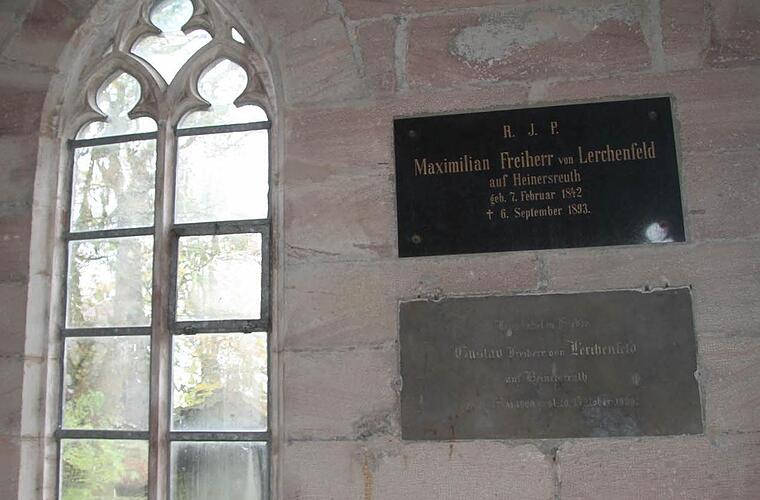 R. J. P.
Maximilian Freiherr von Lerchenfeld
auf Heinersreuth
geb. 7. Februar 1842
† 6. September 1893.
Gustav Freiherr von Lerchenfeld
auf Heinersreuth